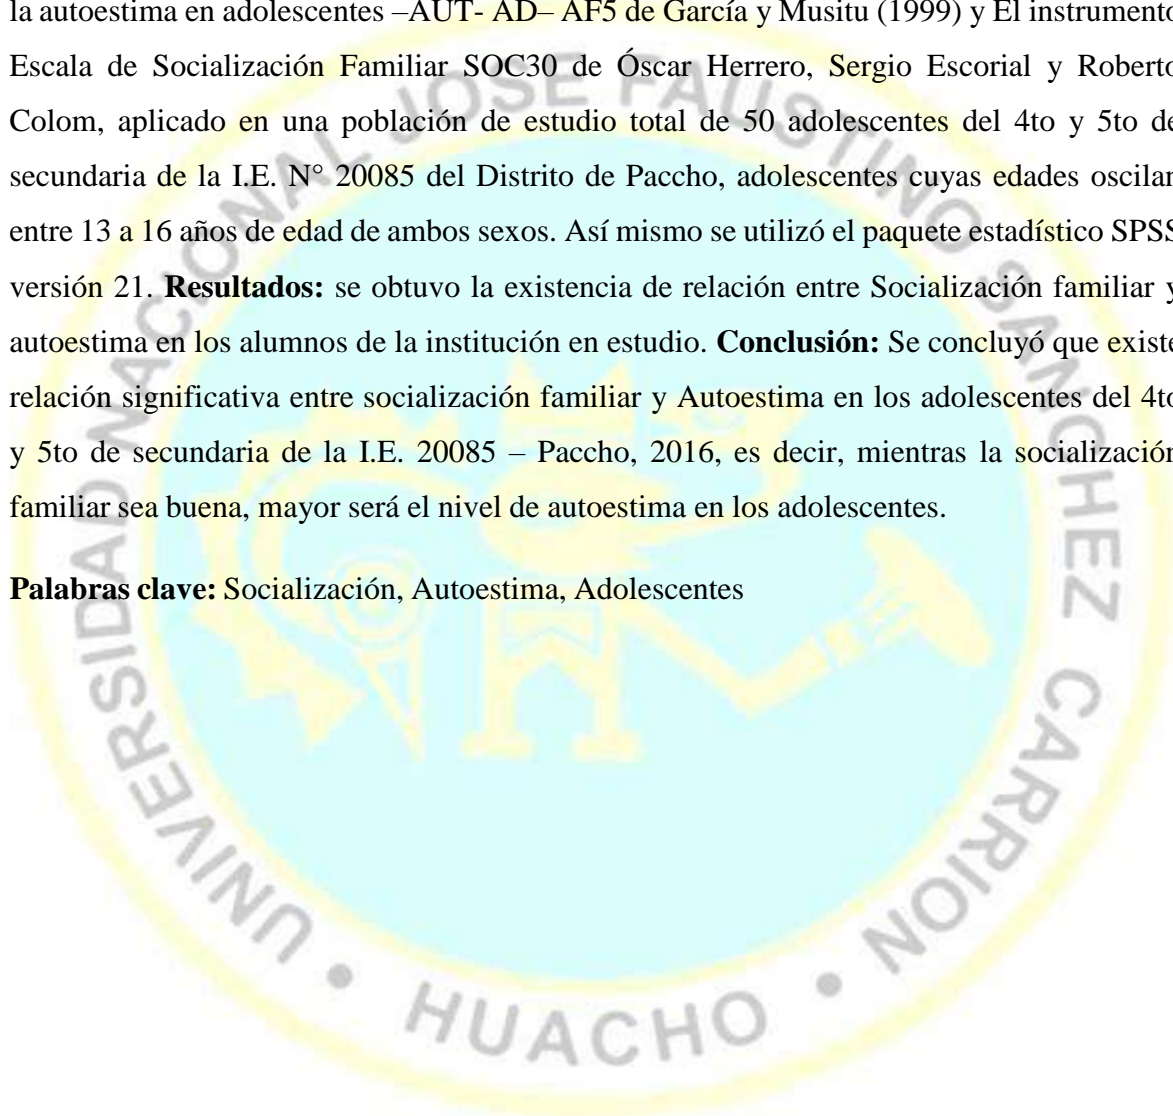 la autoestima en adolescentes –AUT- AD– AF5 de García y Musitu (1999) y El instrumento
Escala de Socialización Familiar SOC30 de Óscar Herrero, Sergio Escorial y Roberto
Colom, aplicado en una población de estudio total de 50 adolescentes del 4to y 5to de
secundaria de la I.E. N° 20085 del Distrito de Paccho, adolescentes cuyas edades oscilan
entre 13 a 16 años de edad de ambos sexos. Así mismo se utilizó el paquete estadístico SPSS
versión 21. Resultados: se obtuvo la existencia de relación entre Socialización familiar y
autoestima en los alumnos de la institución en estudio. Conclusión: Se concluyó que existe
relación significativa entre socialización familiar y Autoestima en los adolescentes del 4to
y 5to de secundaria de la I.E. 20085 – Paccho, 2016, es decir, mientras la socialización
familiar sea buena, mayor será el nivel de autoestima en los adolescentes.
Palabras clave: Socialización, Autoestima, Adolescentes
UNIVERSIDAD NACIONAL JOSE FAUSTINO SANCHEZ CARRION
• HUACHO •